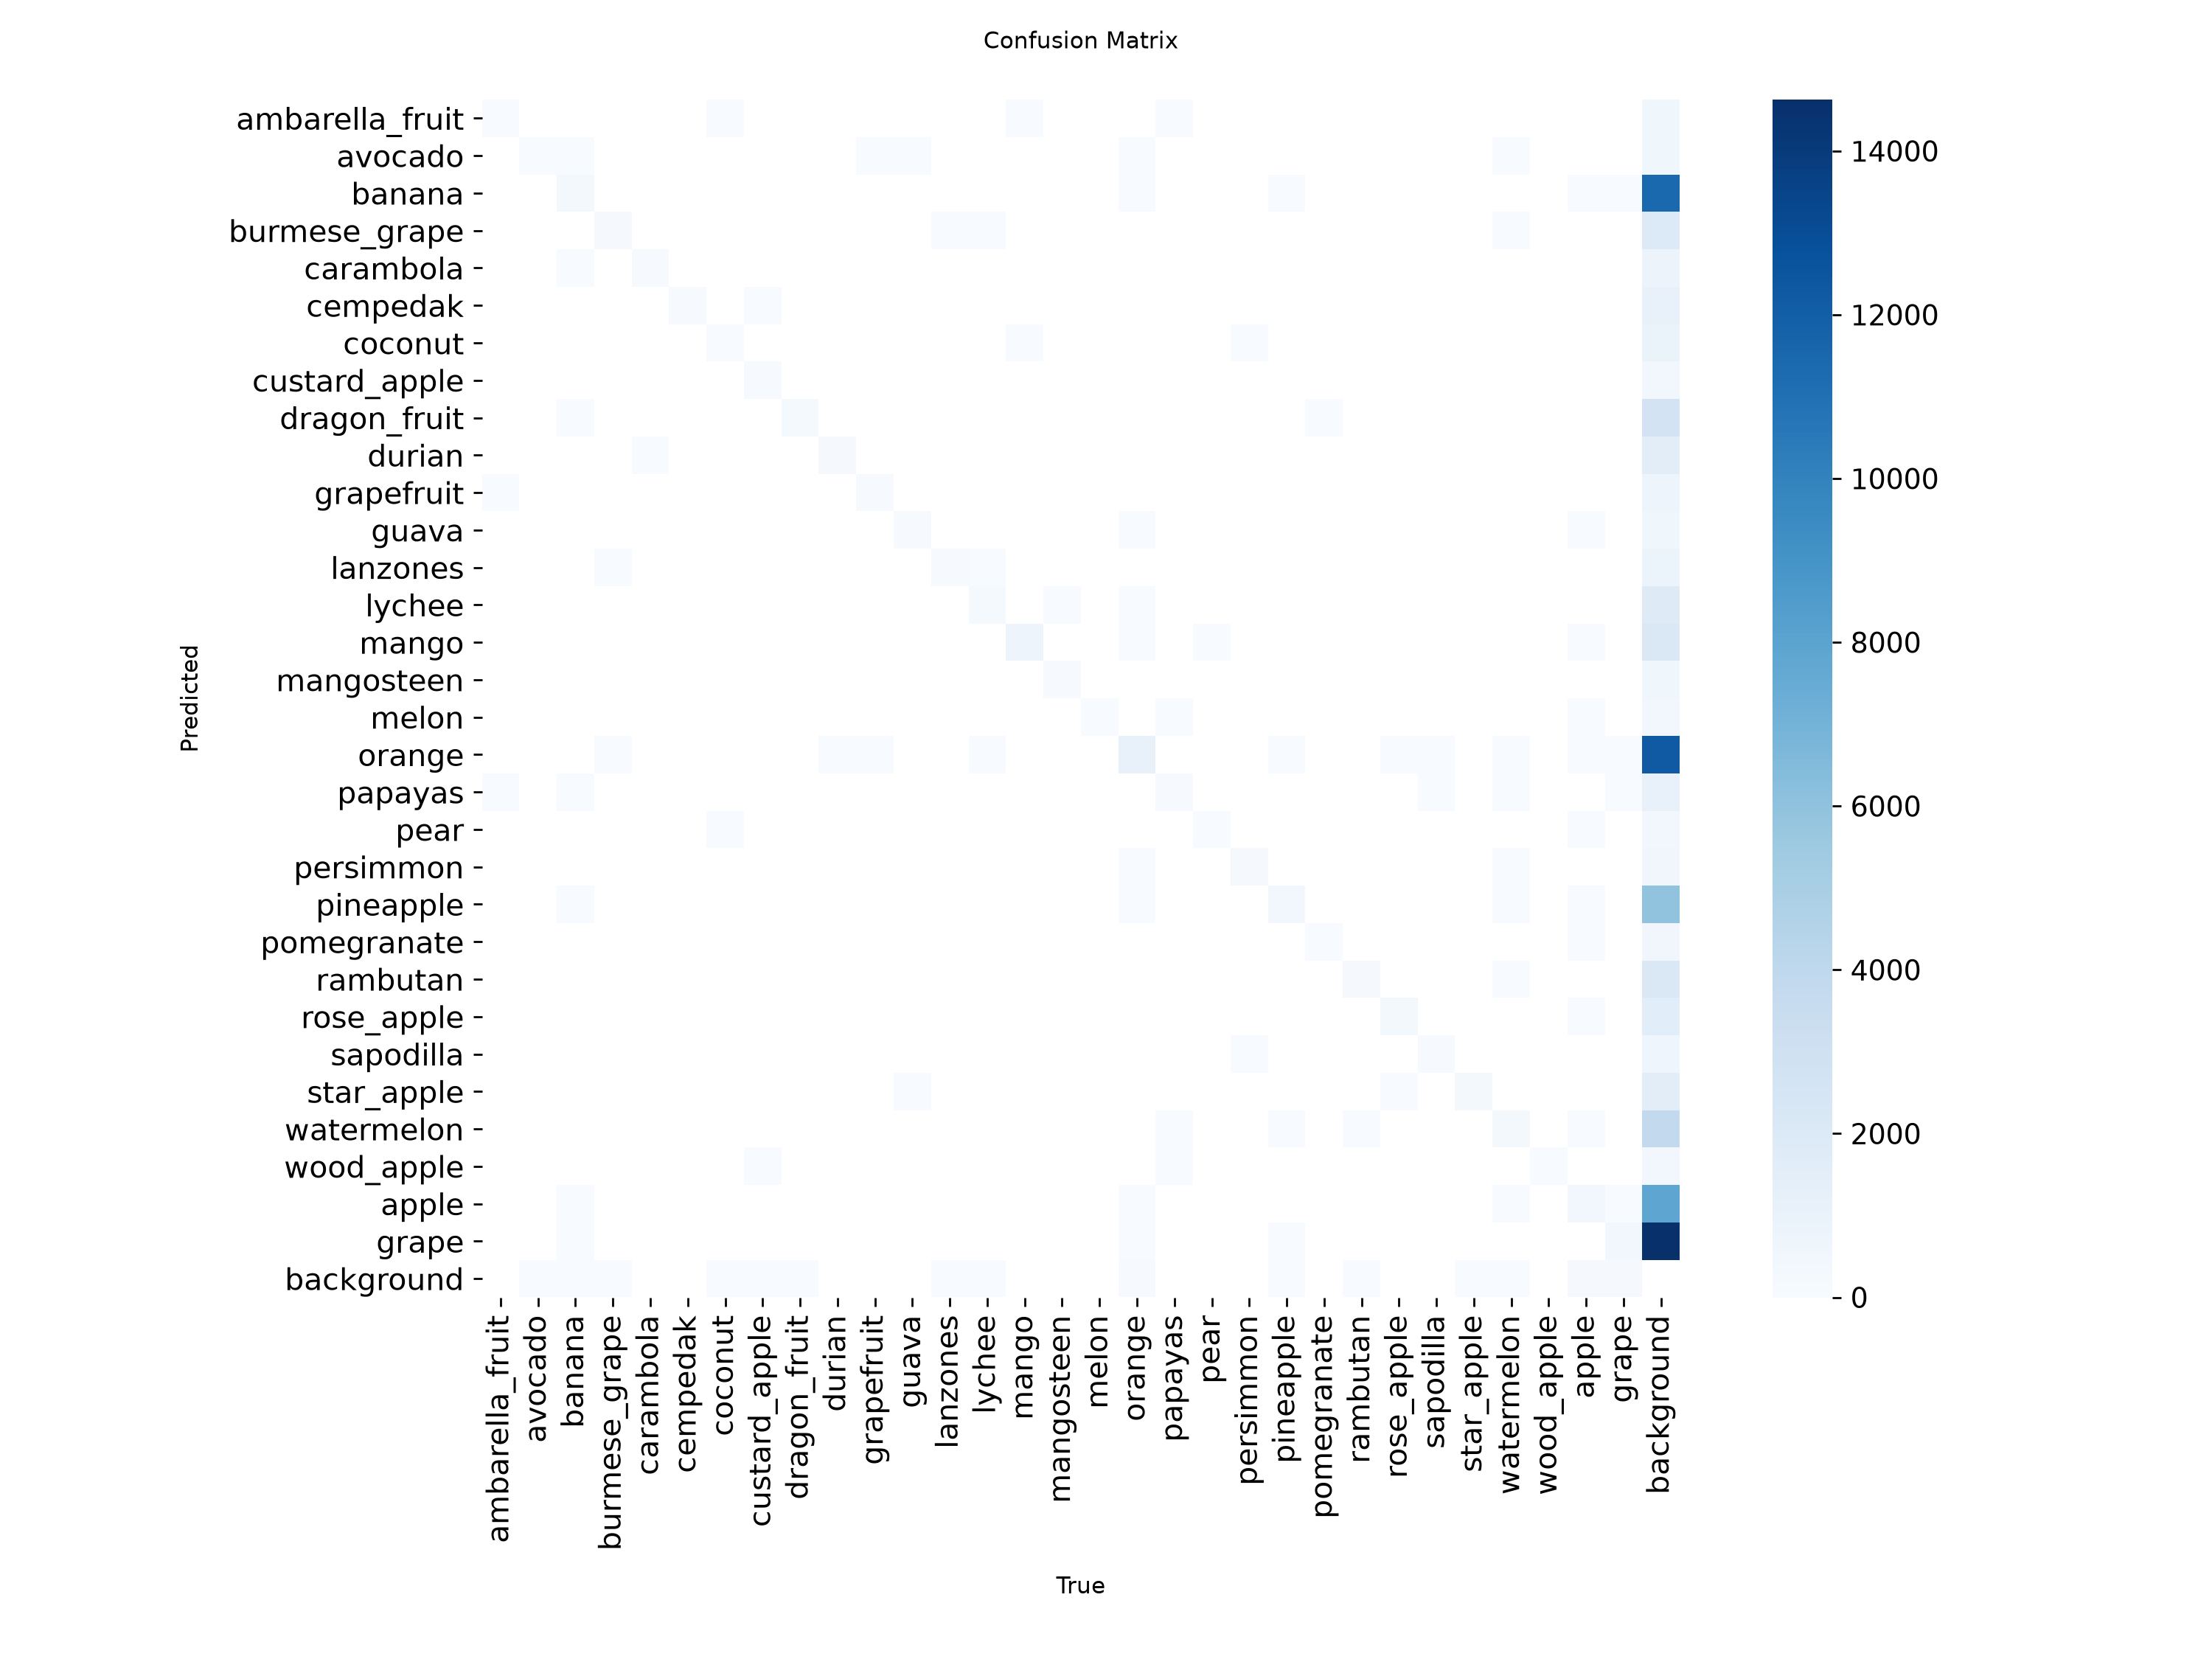 Confusion Matrix
ambarella_fruit
avocado
banana
burmese_grape
carambola
cempedak
coconut
custard_apple
dragon_fruit
durian
grapefruit
guava
lanzones
lychee
mango
mangosteen
melon
orange
papayas
pear
persimmon
pineapple
pomegranate
rambutan
rose_apple
sapodilla
star_apple
watermelon
wood_apple
apple
grape
background
Predicted
ambarella_fruit
avocado
banana
burmese_grape
carambola
cempedak
coconut
custard_apple
dragon_fruit
durian
grapefruit
guava
lanzones
lychee
mango
mangosteen
melon
orange
papayas
pear
persimmon
pineapple
pomegranate
rambutan
rose_apple
sapodilla
star_apple
watermelon
wood_apple
apple
grape
background
True
14000
12000
10000
8000
6000
4000
2000
0